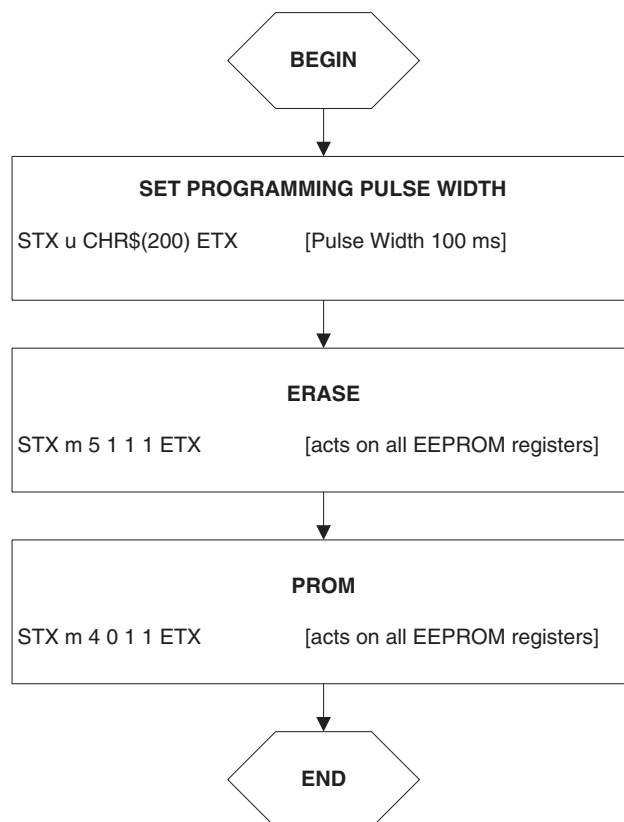 BEGIN
SET PROGRAMMING PULSE WIDTH
STX u CHR$(200) ETX [Pulse Width 100 ms]
ERASE
STX m 5 1 1 1 ETX [acts on all EEPROM registers]
PROM
STX m 4 0 1 1 ETX [acts on all EEPROM registers]
END